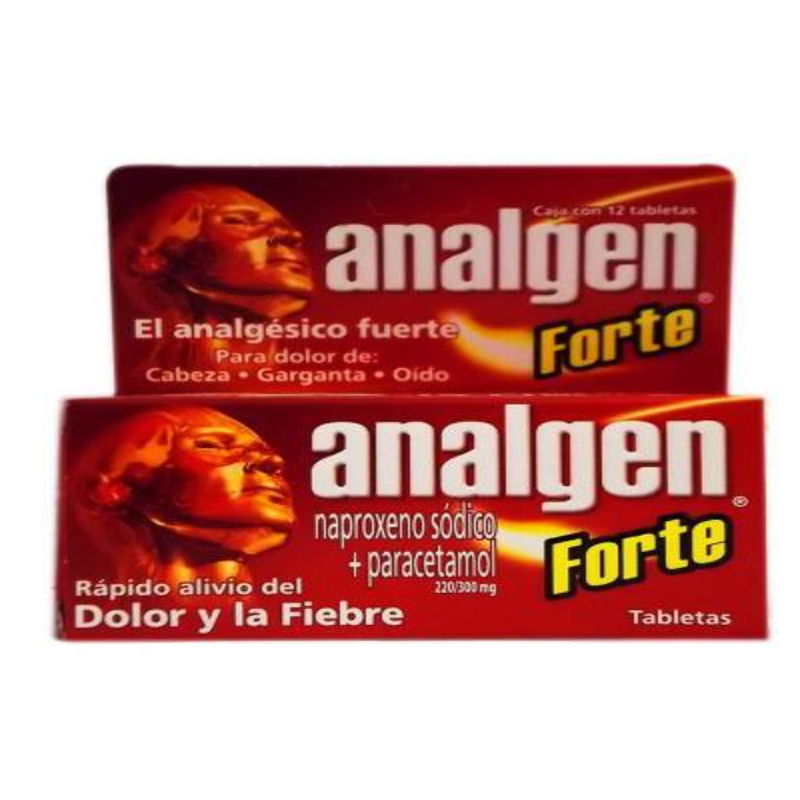 Caja con 12 tabletas
analgen®
Forte
El analgésico fuerte
Para dolor de:
Cabeza • Garganta • Oído
analgen®
naproxeno sódico
+ paracetamol
220/300 mg
Forte
Rápido alivio del
Dolor y la Fiebre
Tabletas